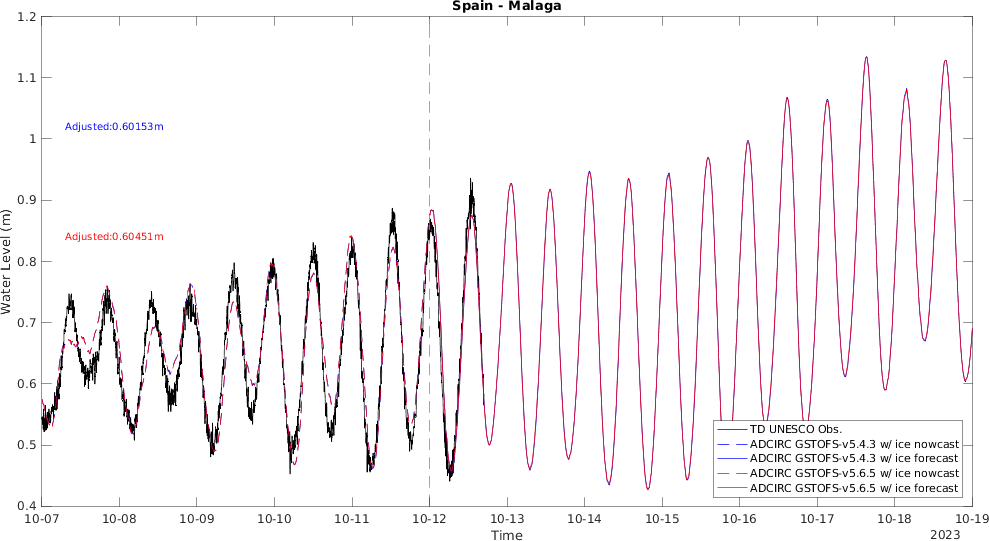 Spain - Malaga
1.2
1.1
1
0.9
0.8
0.7
0.6
0.5
0.4
Water Level (m)
Adjusted:0.60153m
Adjusted:0.60451m
TD UNESCO Obs.
ADCIRC GSTOFS-v5.4.3 w/ ice nowcast
ADCIRC GSTOFS-v5.4.3 w/ ice forecast
ADCIRC GSTOFS-v5.6.5 w/ ice nowcast
ADCIRC GSTOFS-v5.6.5 w/ ice forecast
10-07 10-08 10-09 10-10 10-11 10-12 10-13 10-14 10-15 10-16 10-17 10-18 10-19
Time
2023